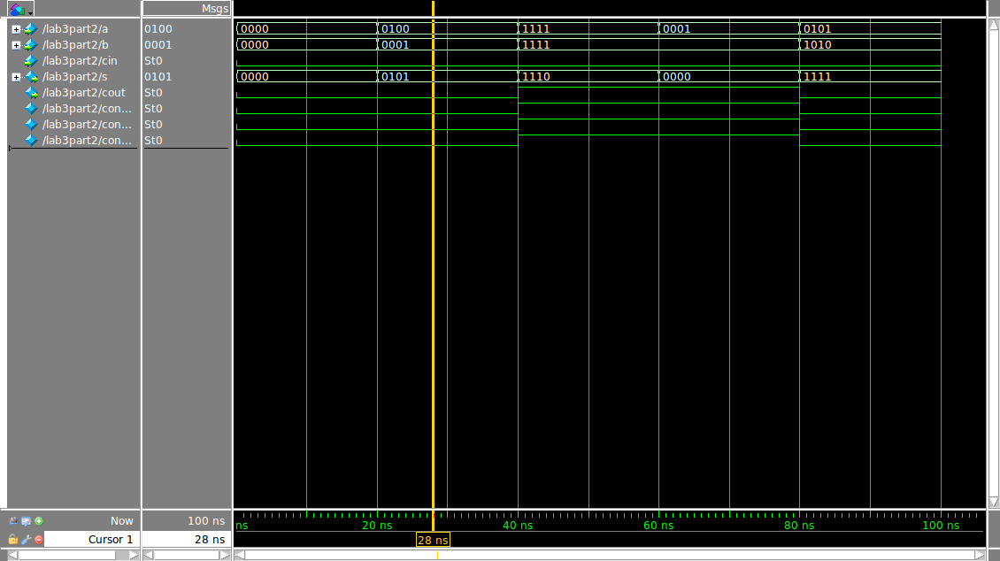 Msgs
/lab3part2/a 0100 0000 0100 1111 0001 0101
/lab3part2/b 0001 0000 0001 1111 1010
/lab3part2/cin St0
/lab3part2/s 0101 0000 0101 1110 0000 1111
/lab3part2/cout St0
/lab3part2/con... St0
/lab3part2/con... St0
/lab3part2/con... St0
Now 100 ns ns 20 ns 40 ns 60 ns 80 ns 100 ns
Cursor 1 28 ns 28 ns